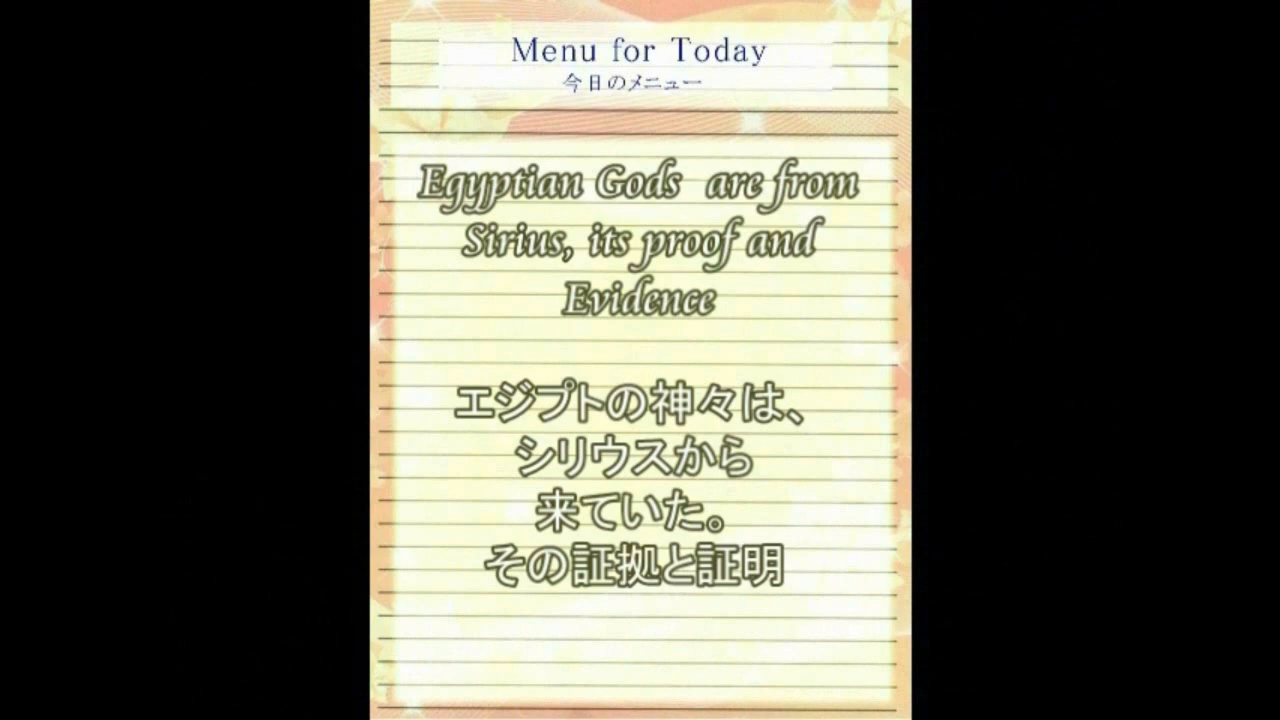 Menu for Today
今日のメニュー
Egyptian Gods are from
Sirius, its proof and
Evidence
エジプトの神々は、
シリウスから
来ていた。
その証拠と証明